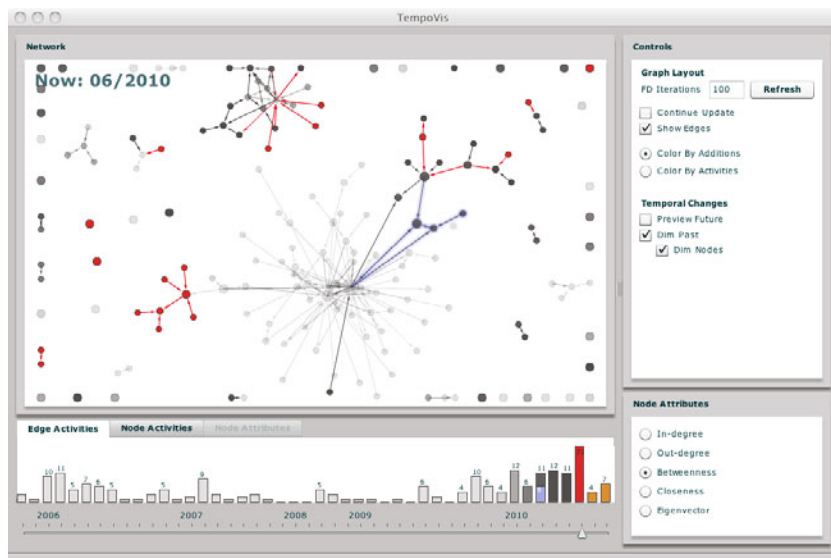 TempoVis
Network
Now: 06/2010
Controls
Graph Layout
FD Iterations 100 Refresh
Continue Update
Show Edges
Color By Additions
Color By Activities
Temporal Changes
Preview Future
Dim Past
Dim Nodes
Edge Activities Node Activities Node Attributes
10 11 5 7 6 5 5 9 5 6 4 10 6 4 12 6 11 12 11 4 7
2006 2007 2008 2009 2010
Node Attributes
In-degree
Out-degree
Betweenness
Closeness
Eigenvector